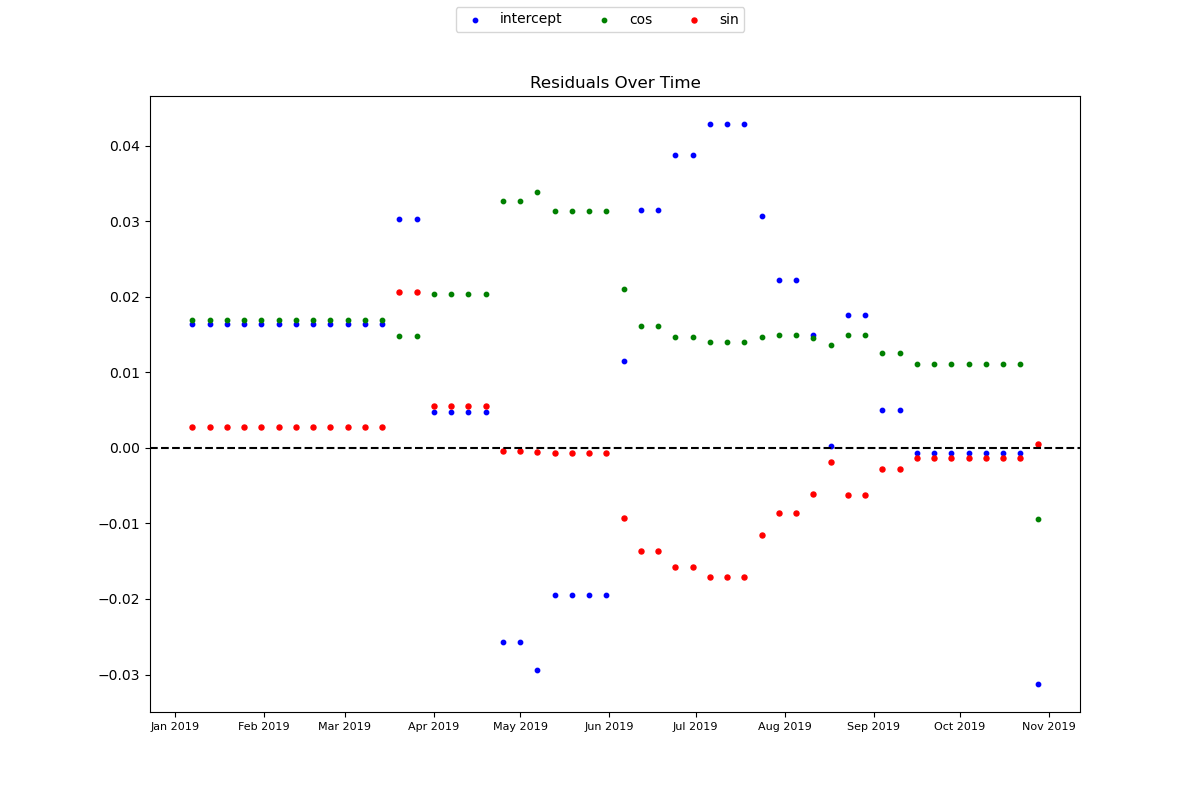 intercept cos sin
Residuals Over Time
0.04
0.03
0.02
0.01
0.00
−0.01
−0.02
−0.03
Jan 2019 Feb 2019 Mar 2019 Apr 2019 May 2019 Jun 2019 Jul 2019 Aug 2019 Sep 2019 Oct 2019 Nov 2019